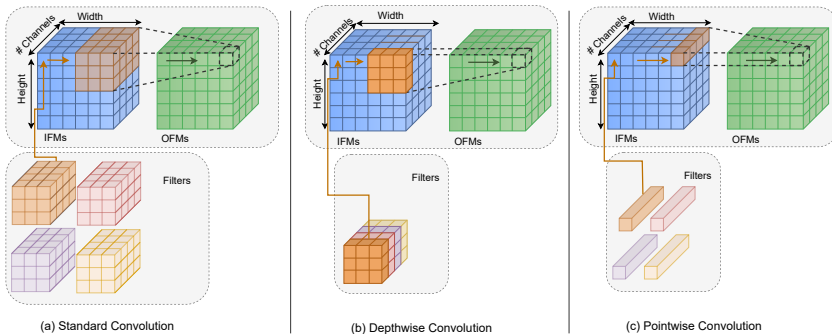 # Channels
Width
Height
IFMs
OFMs
Filters
(a) Standard Convolution
# Channels
Width
Height
IFMs
OFMs
Filters
(b) Depthwise Convolution
# Channels
Width
Height
IFMs
OFMs
Filters
(c) Pointwise Convolution